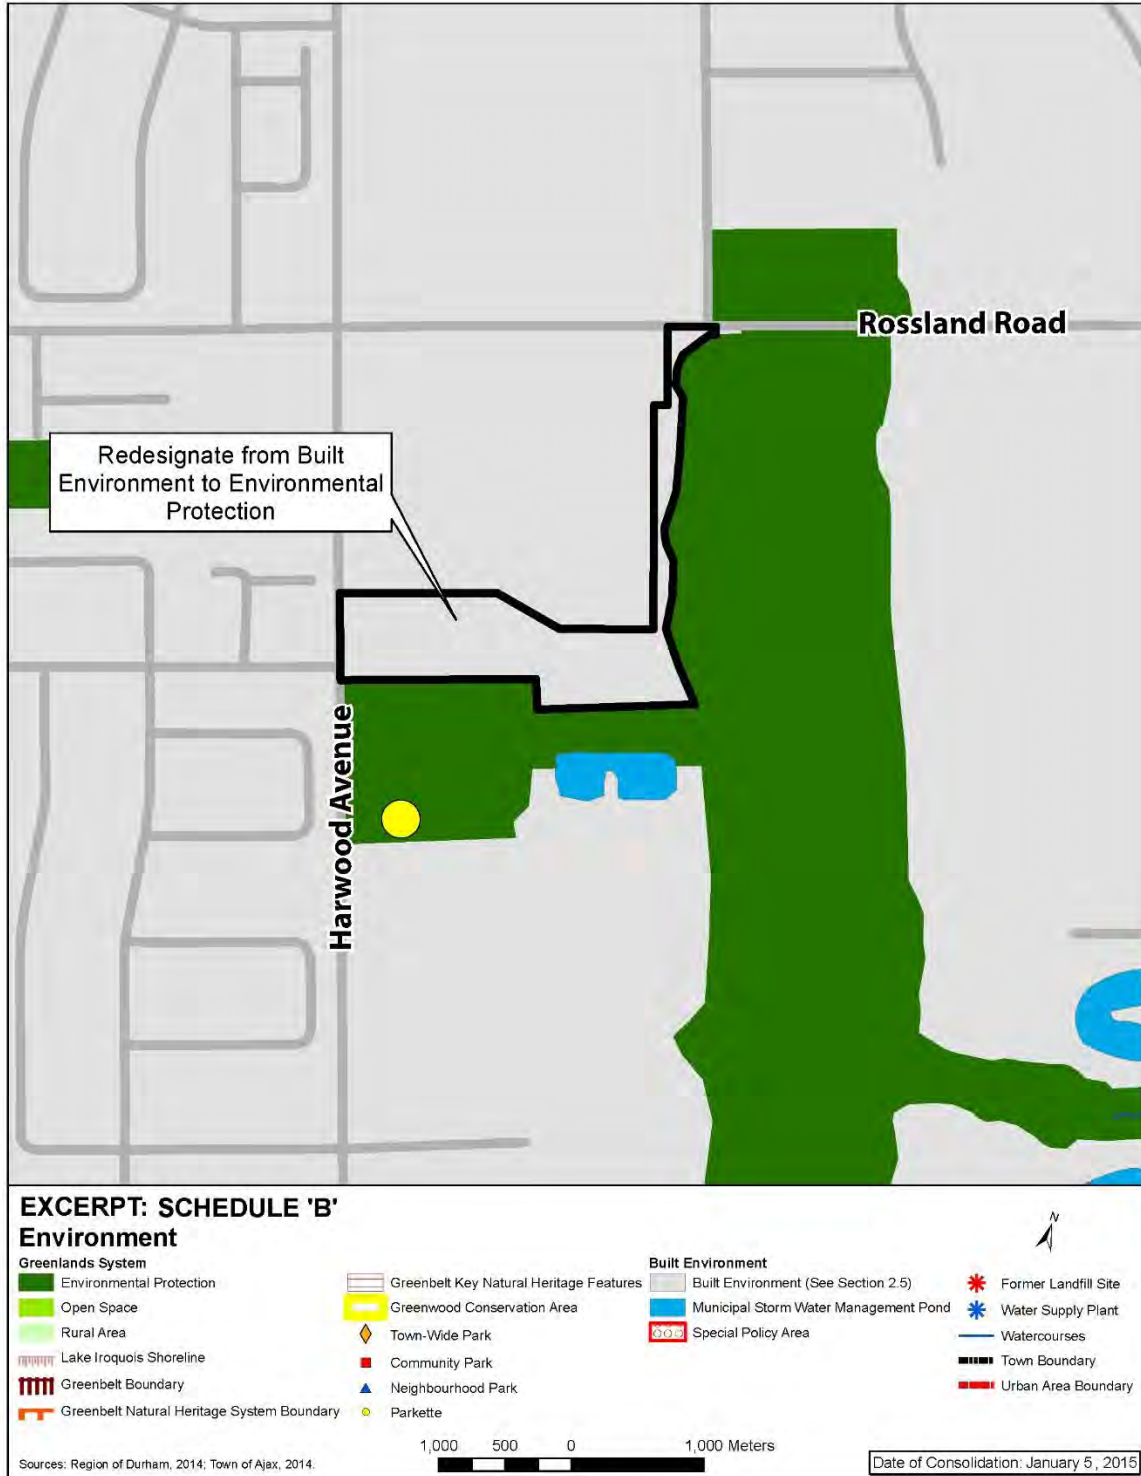 Rossland Road
Redesignate from Built
Environment to Environmental
Protection
Harwood Avenue
EXCERPT: SCHEDULE 'B'
Environment
Greenlands System
Environmental Protection
Open Space
Rural Area
Lake Iroquois Shoreline
Greenbelt Boundary
Greenbelt Natural Heritage System Boundary
Greenbelt Key Natural Heritage Features
Greenwood Conservation Area
Town-Wide Park
Community Park
Neighbourhood Park
Parkette
Built Environment
Built Environment (See Section 2.5)
Municipal Storm Water Management Pond
Special Policy Area
N
Former Landfill Site
Water Supply Plant
Watercourses
Town Boundary
Urban Area Boundary
1,000 500 0 1,000 Meters
Sources: Region of Durham, 2014; Town of Ajax, 2014.
Date of Consolidation: January 5, 2015